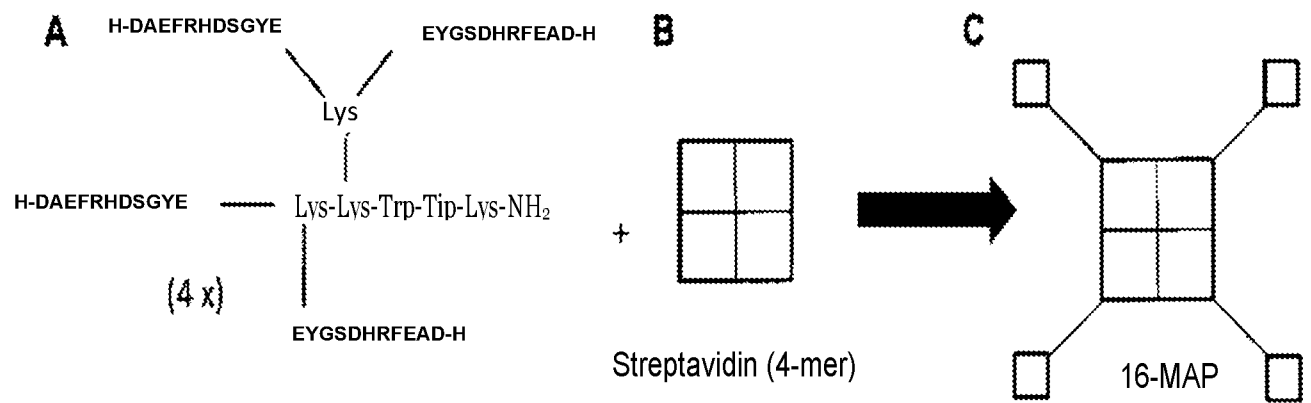 A
H-DAEFRHDSGYE
EYGSDHRFEAD-H
B
C
Lys
H-DAEFRHDSGYE
Lys-Lys-Trp-Tip-Lys-NH₂
+
(4 x)
EYGSDHRFEAD-H
Streptavidin (4-mer)
16-MAP